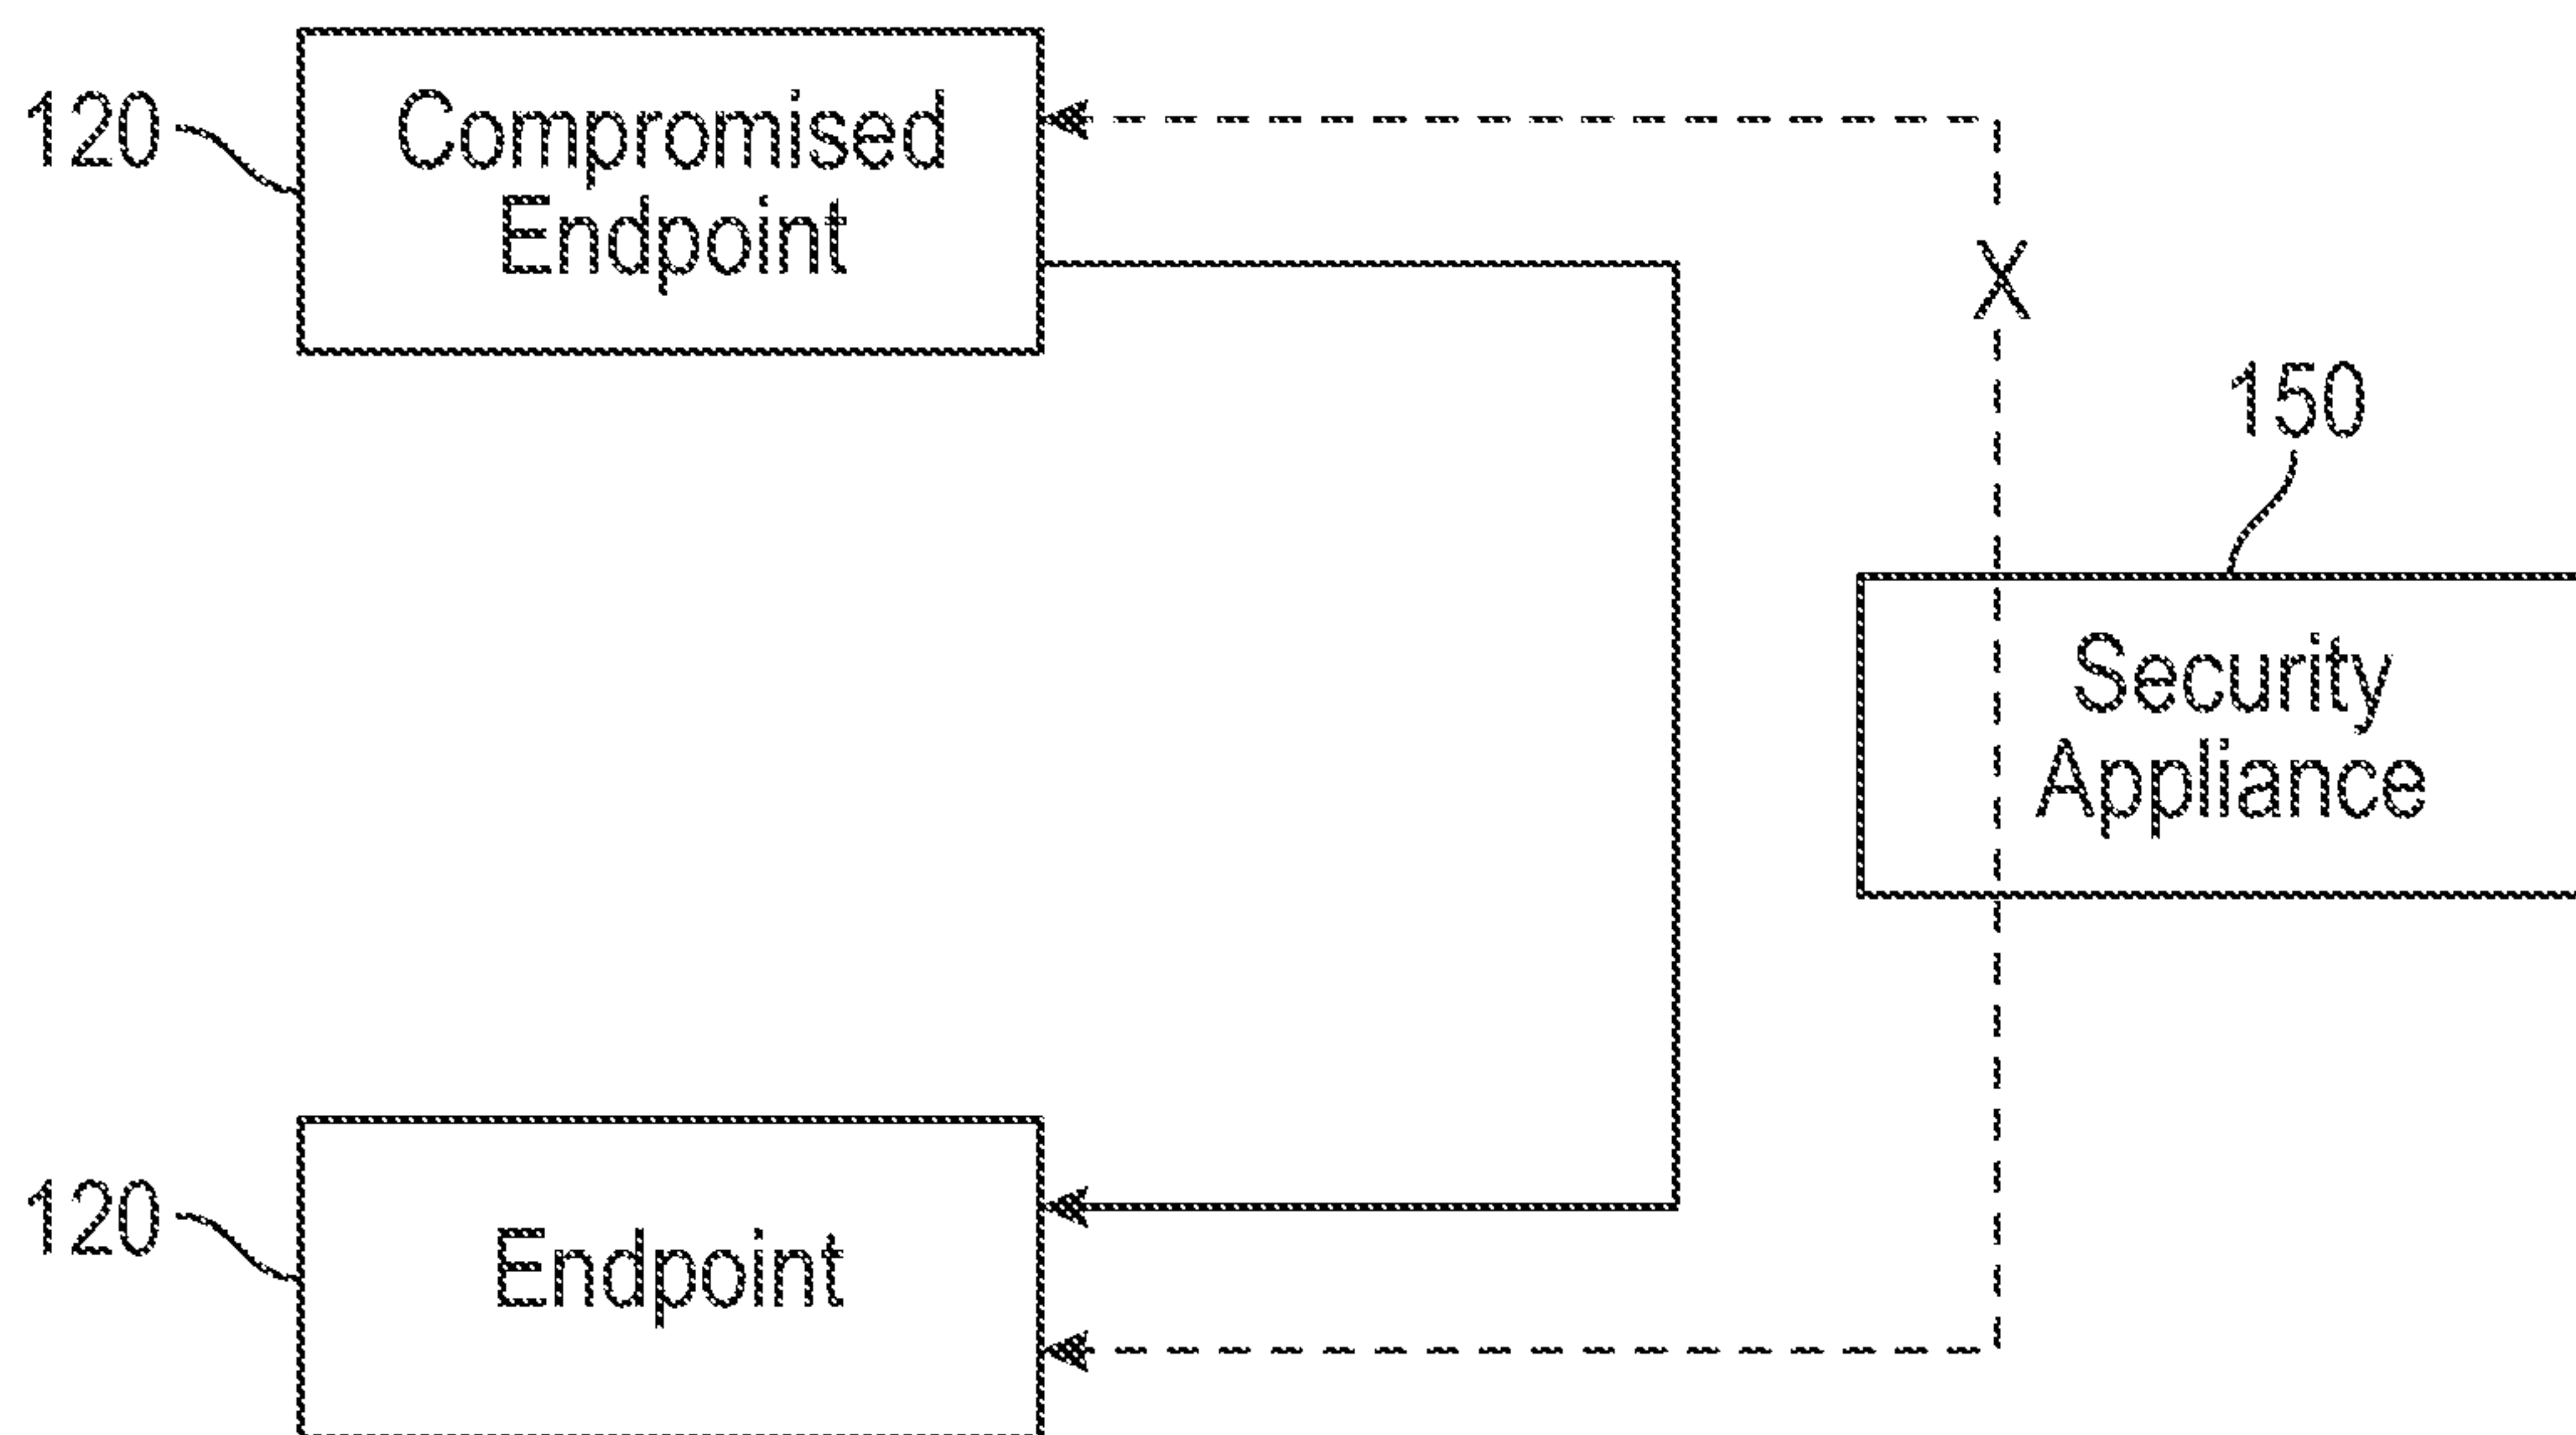 120
Compromised
Endpoint
X
150
Security
Appliance
120
Endpoint